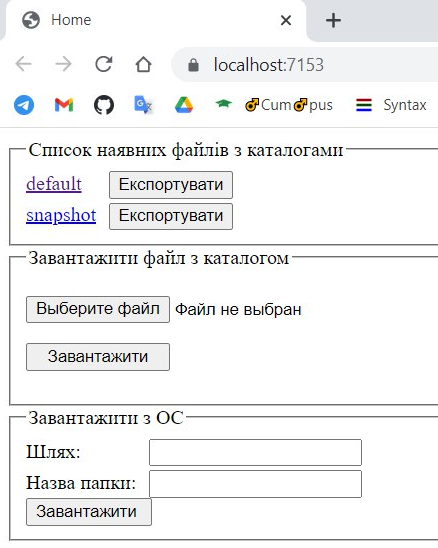 Home
localhost:7153
Cum pus Syntax
Список наявних файлів з каталогами
default Експортувати
snapshot Експортувати
Завантажити файл з каталогом
Выберите файл Файл не выбран
Завантажити
Завантажити з ОС
Шлях:
Назва папки:
Завантажити